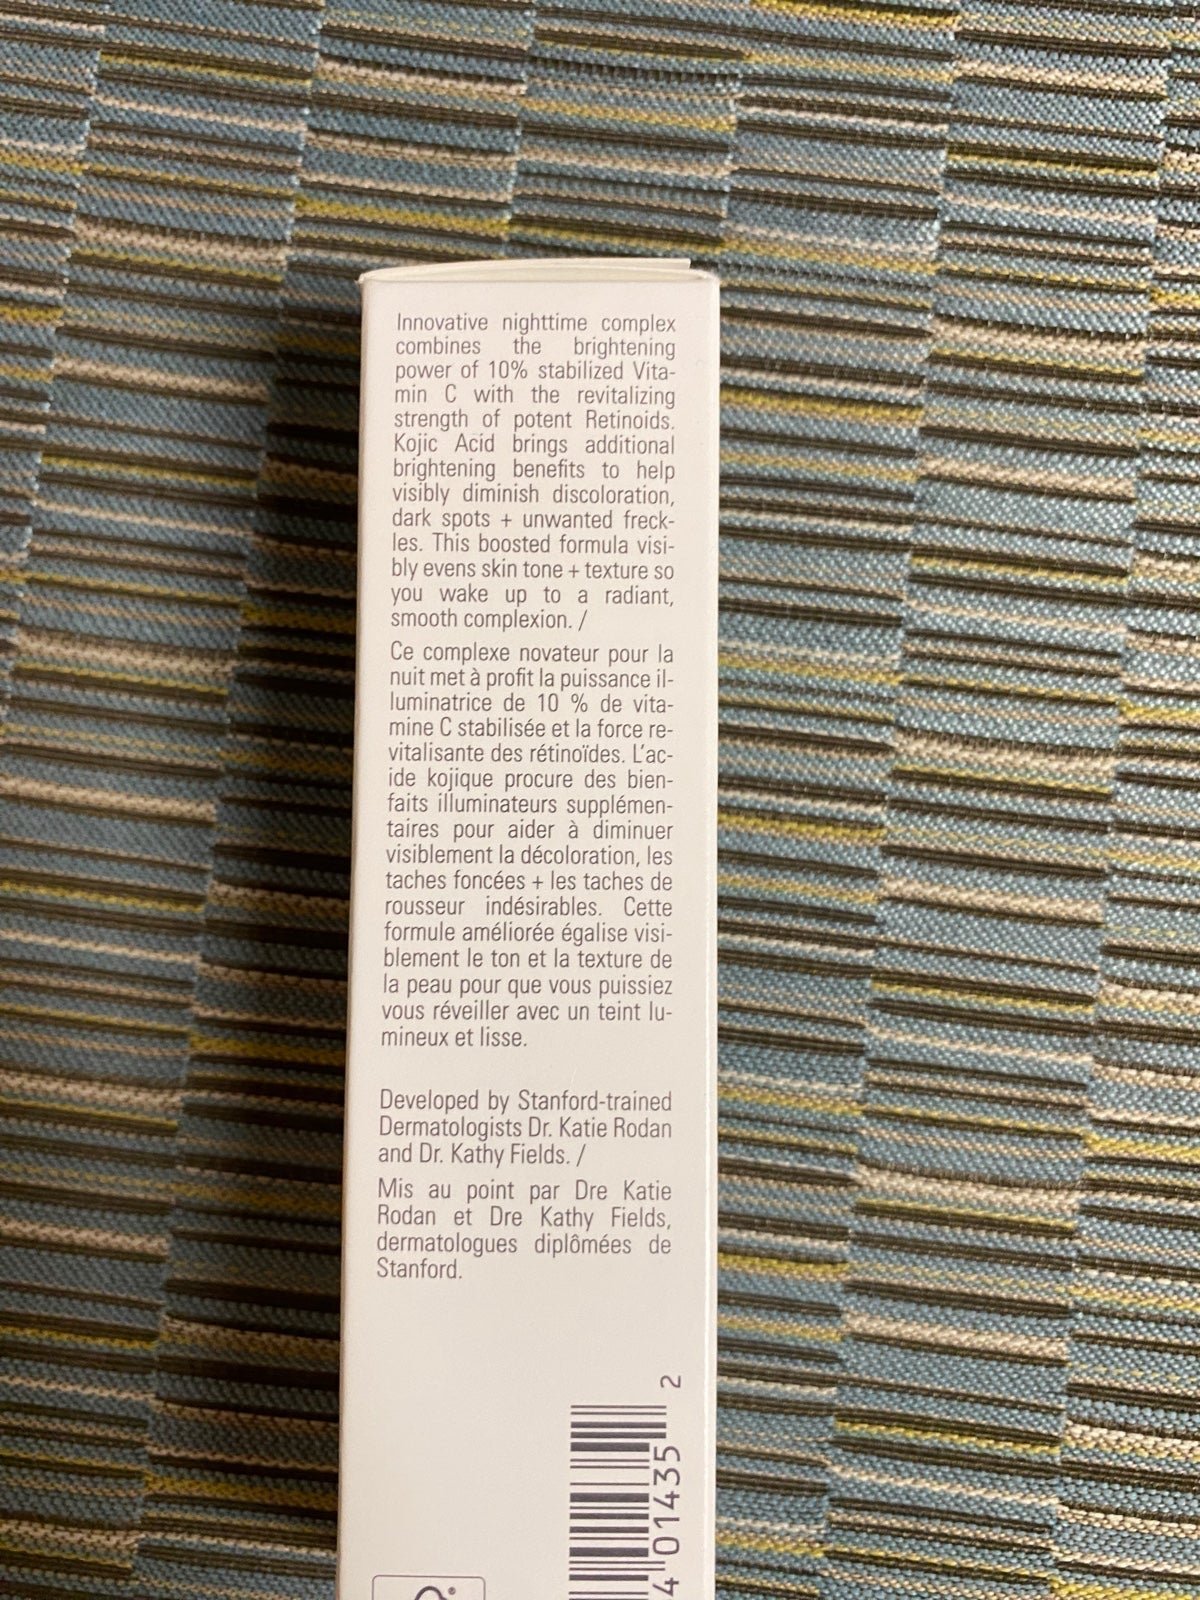 Innovative nighttime complex
combines the brightening
power of 10% stabilized Vita-
min C with the revitalizing
strength of potent Retinoids.
Kojic Acid brings additional
brightening benefits to help
visibly diminish discoloration,
dark spots + unwanted freck-
les. This boosted formula visi-
bly evens skin tone + texture so
you wake up to a radiant,
smooth complexion. /
Ce complexe novateur pour la
nuit met à profit la puissance il-
luminatrice de 10 % de vita-
mine C stabilisée et la force re-
vitalisante des rétinoïdes. L'ac-
ide kojique procure des bien-
faits illuminateurs supplémen-
taires pour aider à diminuer
visiblement la décoloration, les
taches foncées + les taches de
rousseur indésirables. Cette
formule améliorée égalise visi-
blement le ton et la texture de
la peau pour que vous puissiez
vous réveiller avec un teint lu-
mineux et lisse.
Developed by Stanford-trained
Dermatologists Dr. Katie Rodan
and Dr. Kathy Fields. /
Mis au point par Dre Katie
Rodan et Dre Kathy Fields,
dermatologues diplômées de
Stanford.
4 01435 2